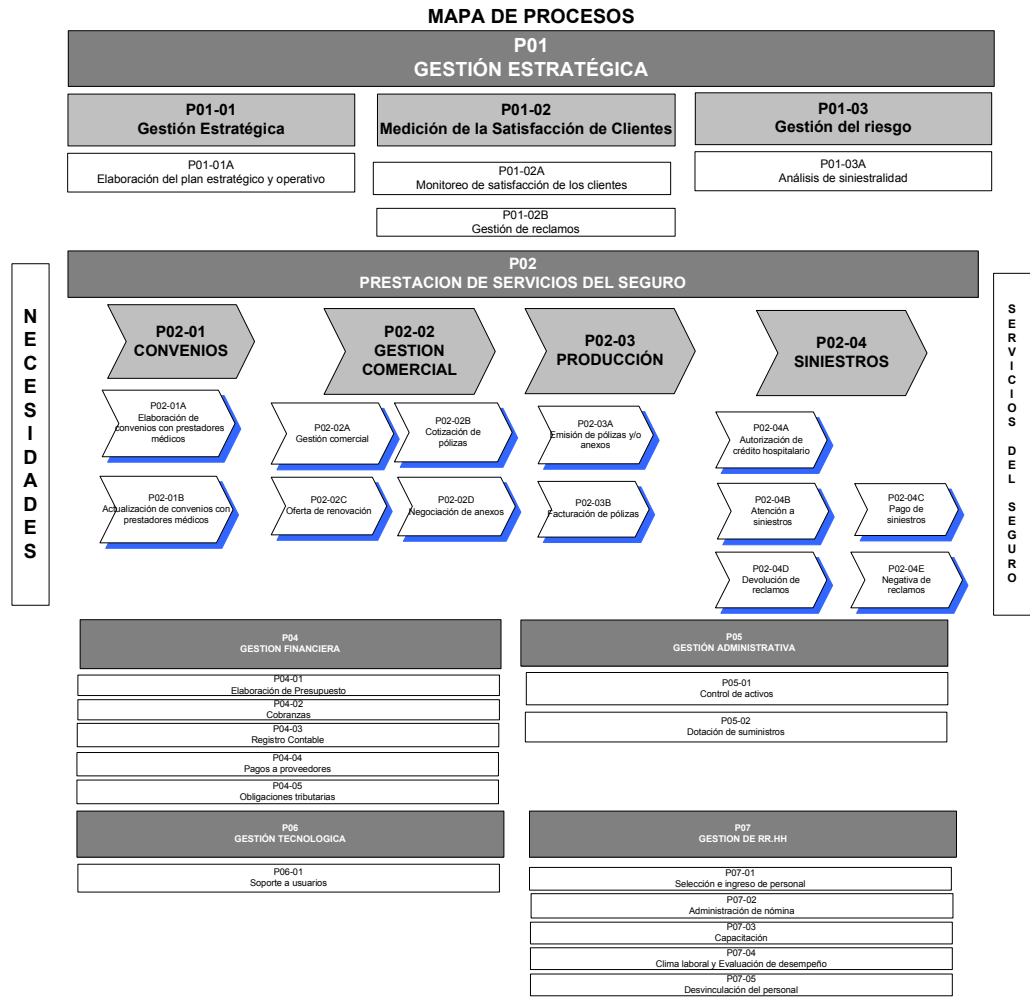 MAPA DE PROCESOS
P01
GESTIÓN ESTRATÉGICA
P01-01
Gestión Estratégica
P01-01A
Elaboración del plan estratégico y operativo
P01-02
Medición de la Satisfacción de Clientes
P01-02A
Monitoreo de satisfacción de los clientes
P01-02B
Gestión de reclamos
P01-03
Gestión del riesgo
P01-03A
Análisis de siniestralidad
NECESIDADES
P02
PRESTACION DE SERVICIOS DEL SEGURO
P02-01
CONVENIOS
P02-01A
Elaboración de
convenios con prestadores
médicos
P02-01B
Actualización de convenios con
prestadores médicos
P02-02
GESTION
COMERCIAL
P02-02A
Gestión comercial
P02-02B
Cotización de
pólizas
P02-02C
Oferta de renovación
P02-02D
Negociación de anexos
P02-03
PRODUCCIÓN
P02-03A
Emisión de pólizas y/o
anexos
P02-03B
Facturación de pólizas
P02-04
SINIESTROS
P02-04A
Autorización de
crédito hospitalario
P02-04B
Atención a
siniestros
P02-04C
Pago de
siniestros
P02-04D
Devolución de
reclamos
P02-04E
Negativa de
reclamos
SERVICIOS DEL SEGURO
P04
GESTION FINANCIERA
P04-01
Elaboración de Presupuesto
P04-02
Cobranzas
P04-03
Registro Contable
P04-04
Pagos a proveedores
P04-05
Obligaciones tributarias
P05
GESTIÓN ADMINISTRATIVA
P05-01
Control de activos
P05-02
Dotación de suministros
P06
GESTIÓN TECNOLOGICA
P06-01
Soporte a usuarios
P07
GESTION DE RR.HH
P07-01
Selección e ingreso de personal
P07-02
Administración de nómina
P07-03
Capacitación
P07-04
Clima laboral y Evaluación de desempeño
P07-05
Desvinculación del personal